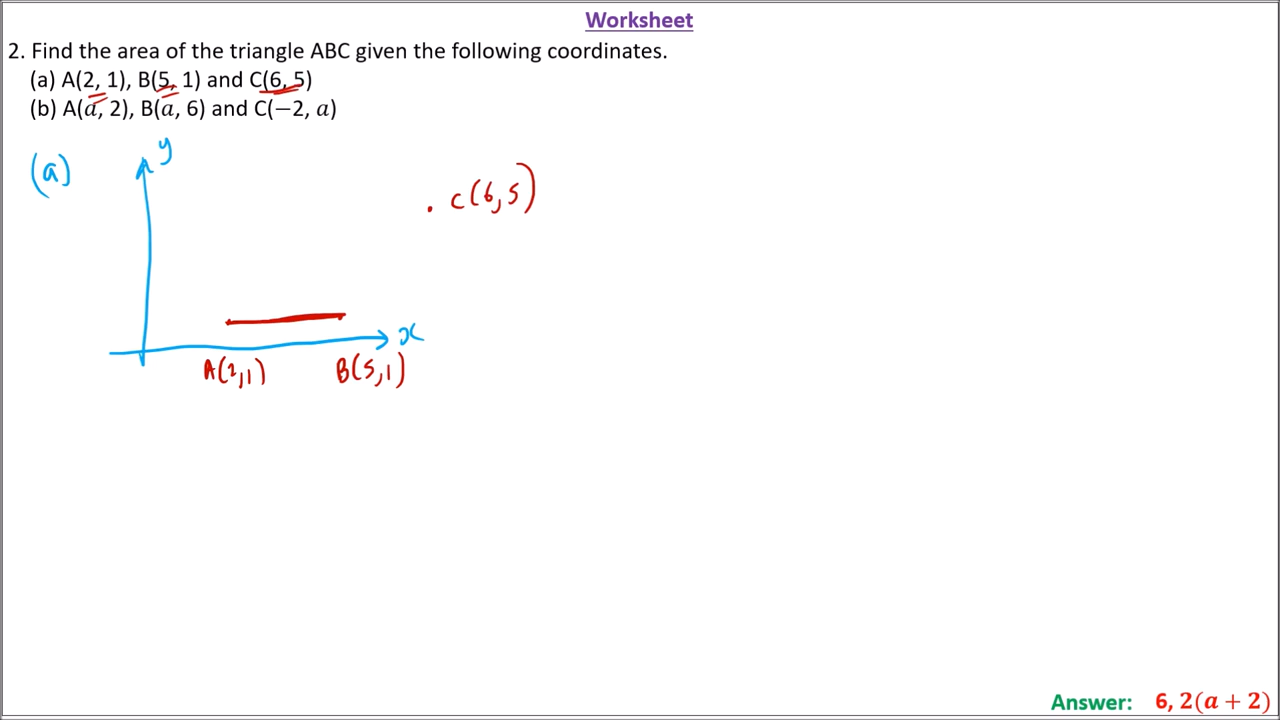 Worksheet
2. Find the area of the triangle ABC given the following coordinates.
(a) A(2, 1), B(5, 1) and C(6, 5)
(b) A(a, 2), B(a, 6) and C(−2, a)
(a)
y
. C(6,5)
x
A(2,1) B(5,1)
Answer: 6, 2(a + 2)